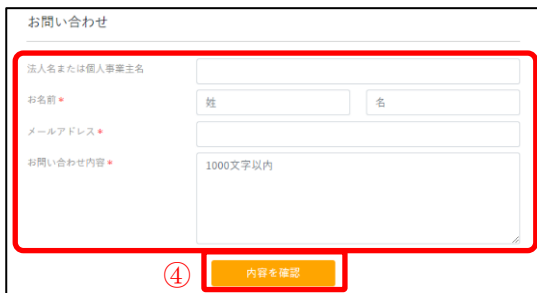 お問い合わせ
法人名または個人事業主名
お名前*
姓 名
メールアドレス*
お問い合わせ内容*
1000文字以内
④ 内容を確認